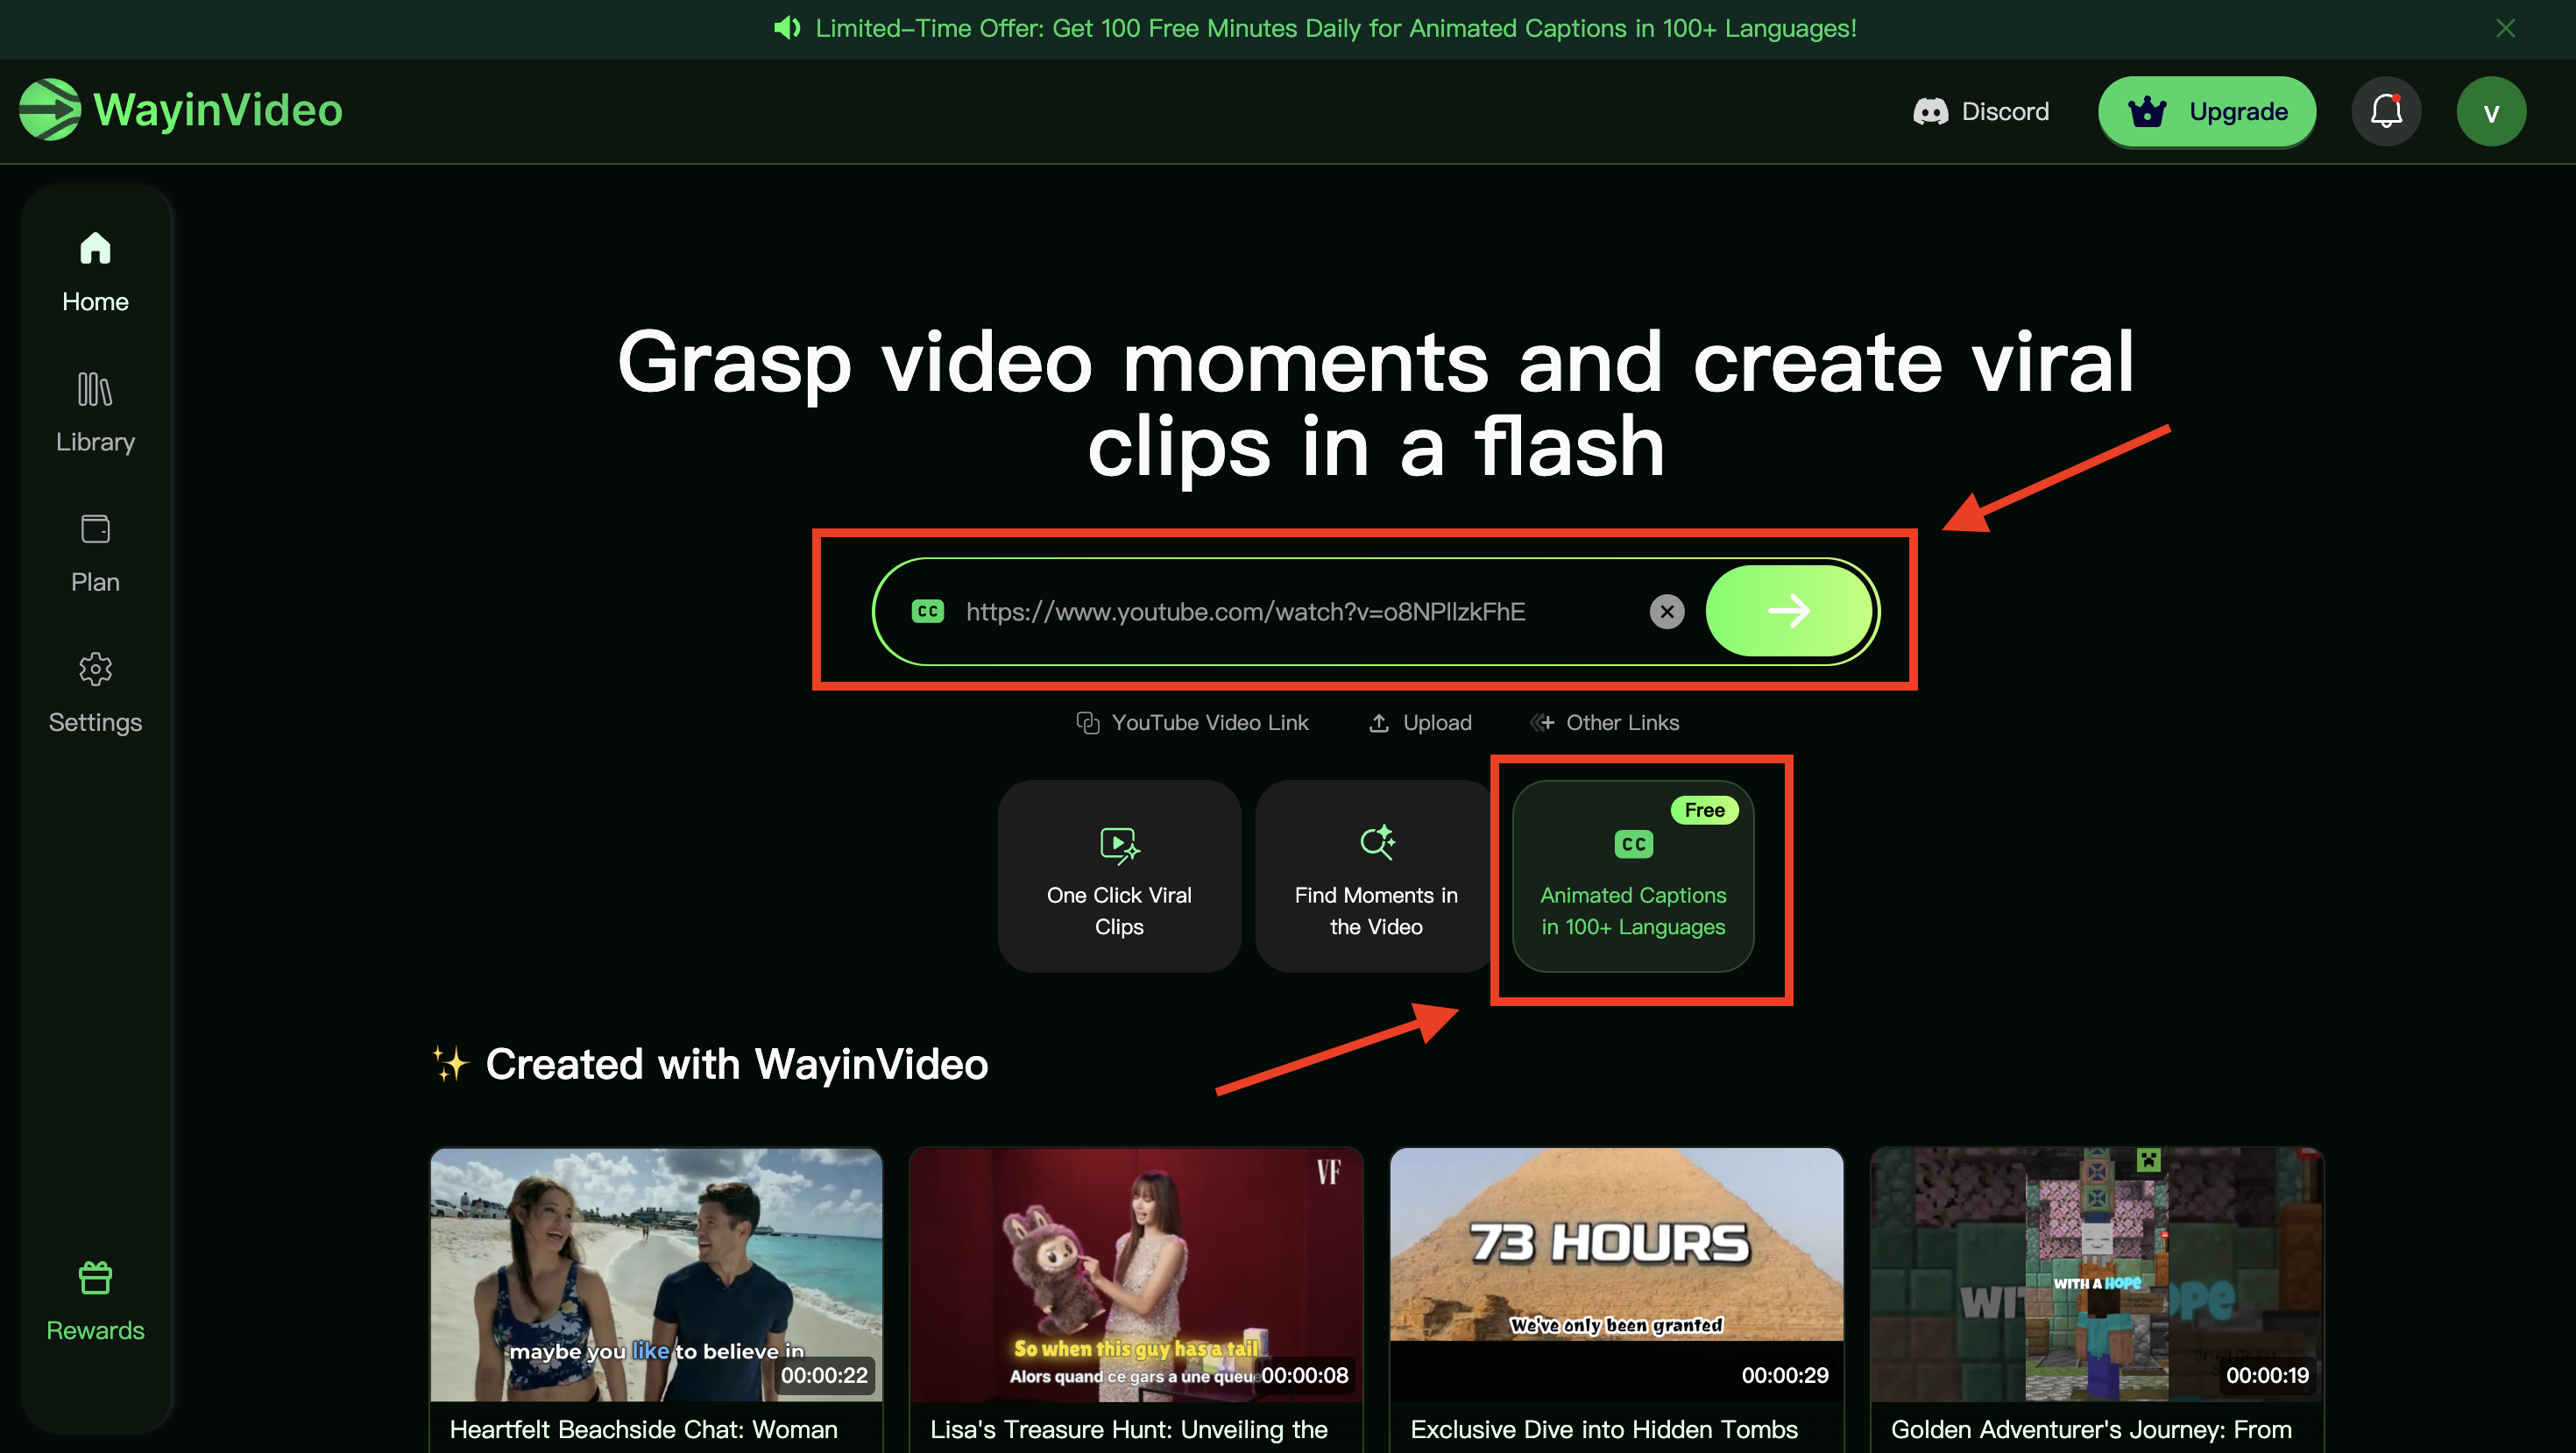 Limited-Time Offer: Get 100 Free Minutes Daily for Animated Captions in 100+ Languages!
WayinVideo
Discord
Upgrade
v
Home
Library
Plan
Settings
Rewards
Grasp video moments and create viral
clips in a flash
CC https://www.youtube.com/watch?v=o8NPllzkFhE
YouTube Video Link
Upload
Other Links
One Click Viral
Clips
Find Moments in
the Video
Free
CC
Animated Captions
in 100+ Languages
Created with WayinVideo
maybe you like to believe in
00:00:22
Heartfelt Beachside Chat: Woman
VF
So when this guy has a tail
Alors quand ce gars a une queue
00:00:08
Lisa's Treasure Hunt: Unveiling the
73 HOURS
We've only been granted
00:00:29
Exclusive Dive into Hidden Tombs
WITH A HOPE
00:00:19
Golden Adventurer's Journey: From